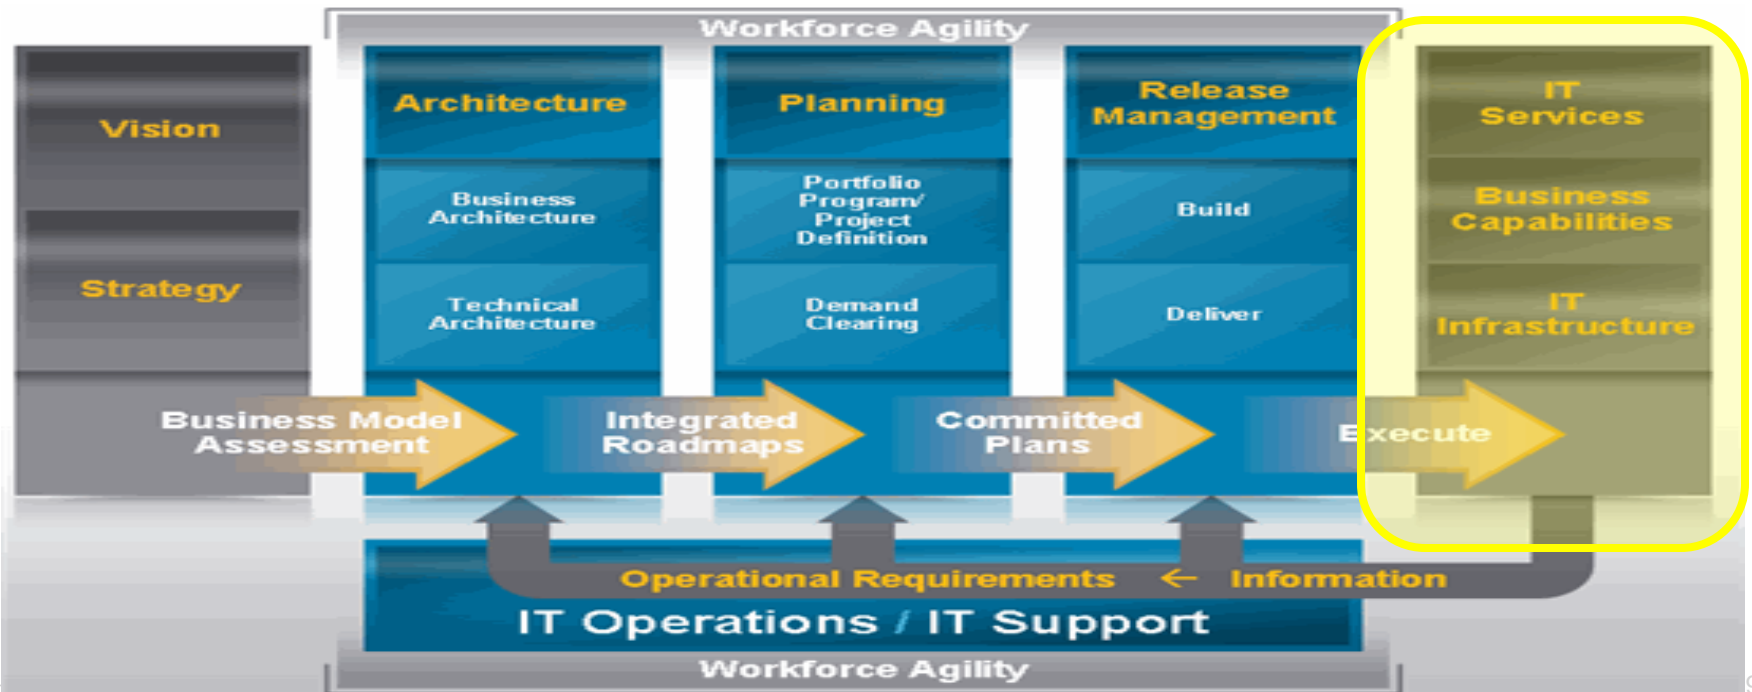 Workforce Agility
Vision
Strategy
Business Model
Assessment
Architecture
Business
Architecture
Technical
Architecture
Integrated
Roadmaps
Planning
Portfolio
Program/
Project
Definition
Demand
Clearing
Committed
Plans
Release
Management
Build
Deliver
Execute
IT
Services
Business
Capabilities
IT
Infrastructure
Operational Requirements ← Information
IT Operations / IT Support
Workforce Agility